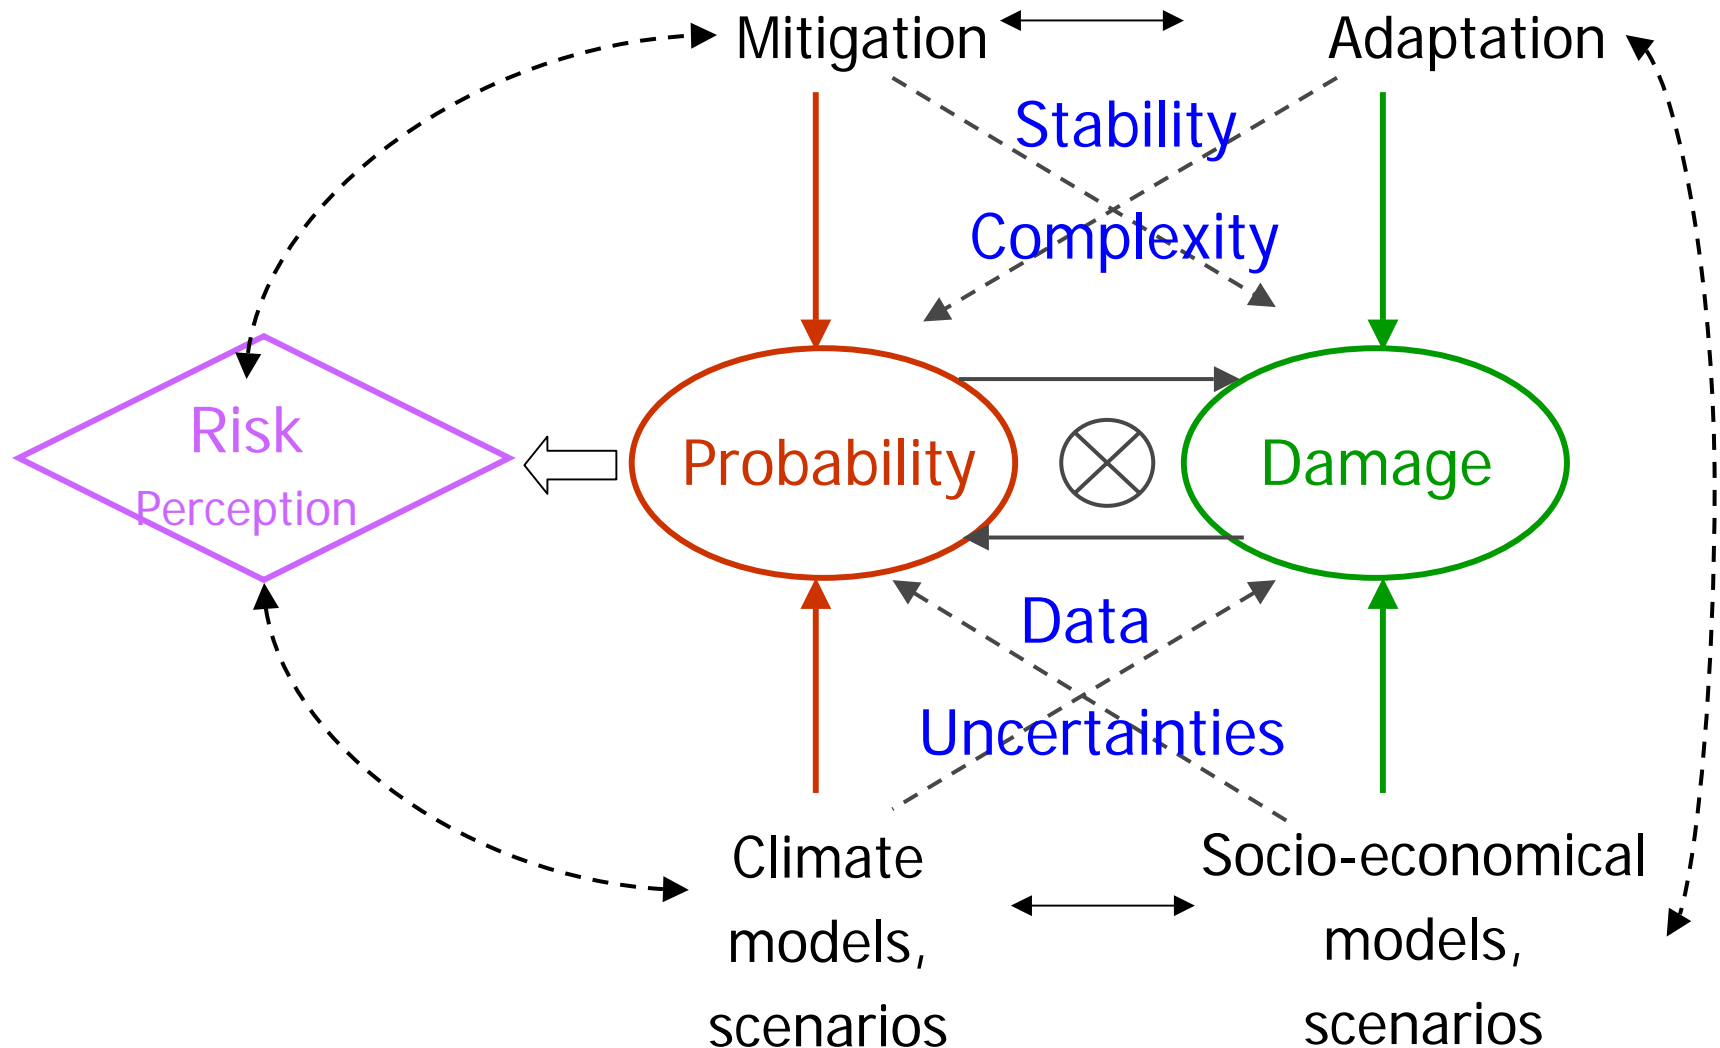 Mitigation
Adaptation
Stability
Complexity
Risk
Perception
Probability
Damage
Data
Uncertainties
Climate
models,
scenarios
Socio-economical
models,
scenarios